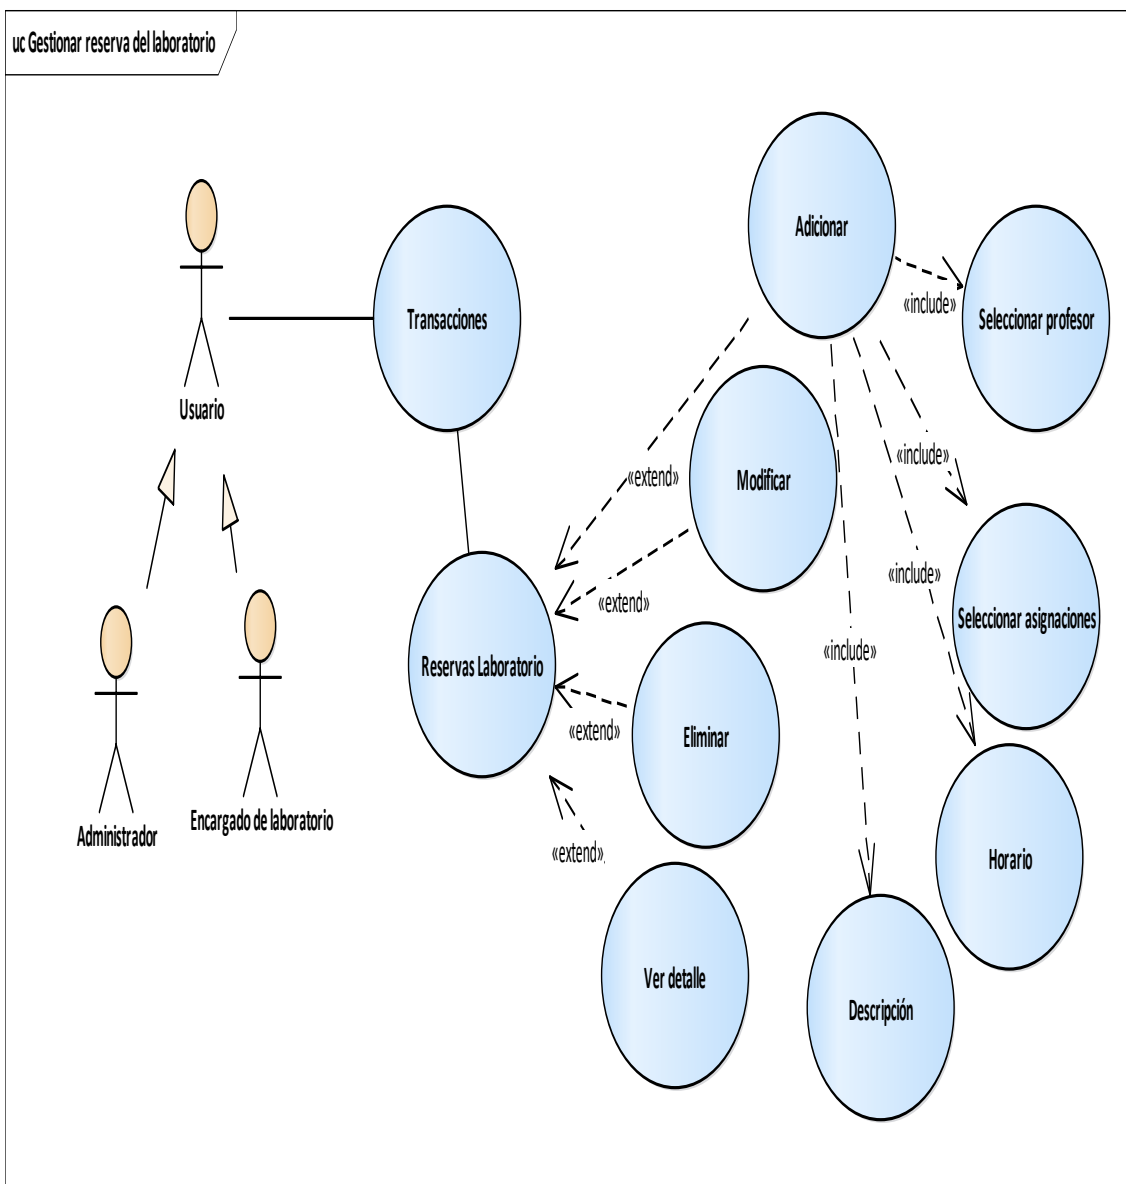 uc Gestionar reserva del laboratorio
Adicionar
«include»
Seleccionar profesor
Transacciones
Usuario
«extend»
Modificar
«include»
«include»
«extend»
Seleccionar asignaciones
«include»
Reservas Laboratorio
«extend»
Eliminar
Administrador
Encargado de laboratorio
«extend»
Horario
Ver detalle
Descripción